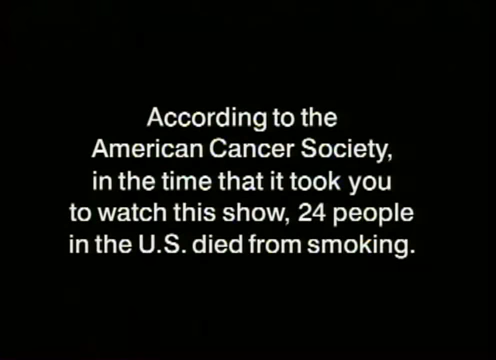 According to the
American Cancer Society,
in the time that it took you
to watch this show, 24 people
in the U.S. died from smoking.